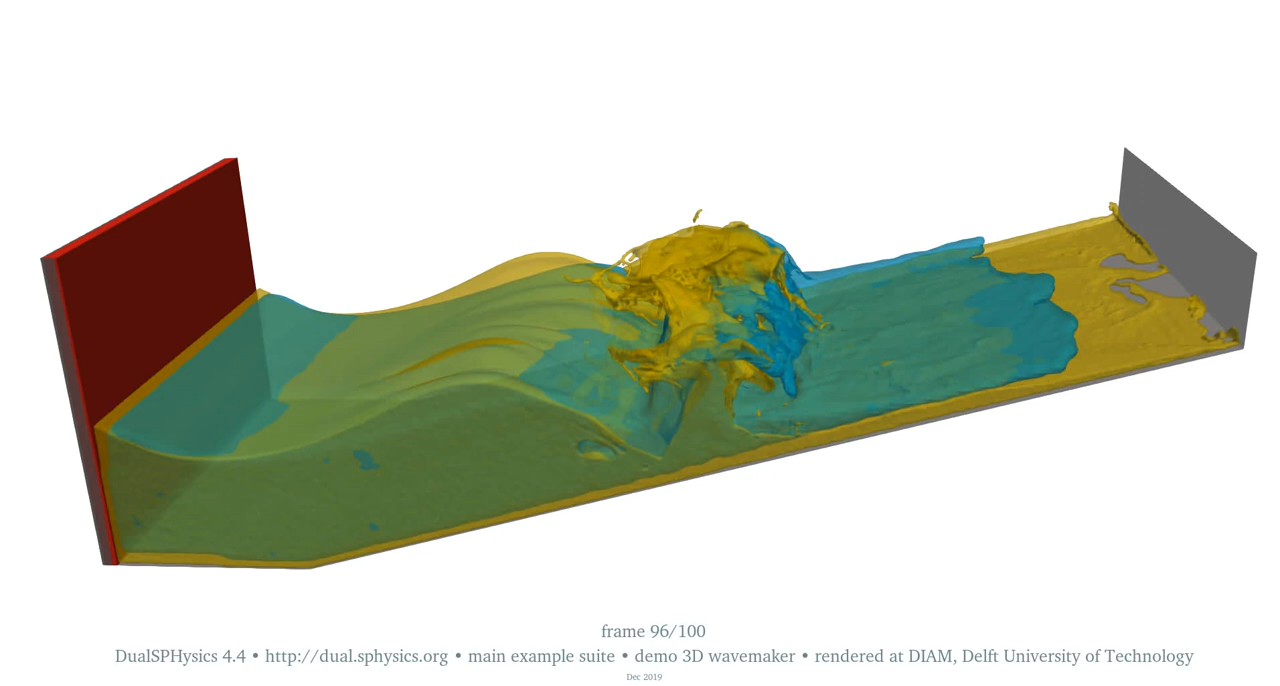 frame 96/100
DualSPHysics 4.4 • http://dual.sphysics.org • main example suite • demo 3D wavemaker • rendered at DIAM, Delft University of Technology
Dec 2019